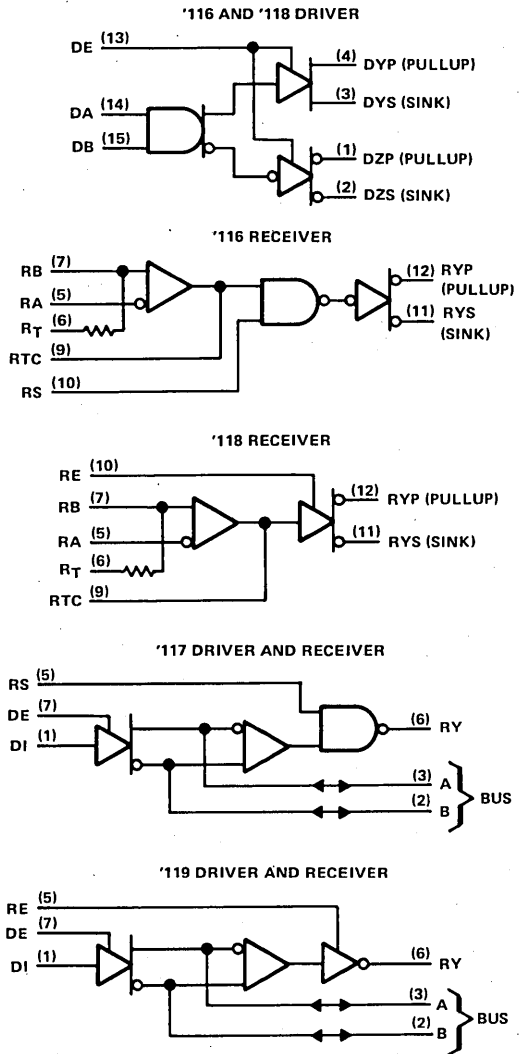 '116 AND '118 DRIVER
DE (13)
(4) DYP (PULLUP)
(3) DYS (SINK)
DA (14)
DB (15)
(1) DZP (PULLUP)
(2) DZS (SINK)
'116 RECEIVER
RB (7)
RA (5)
RT (6)
RTC (9)
RS (10)
(12) RYP
(PULLUP)
(11) RYS
(SINK)
'118 RECEIVER
RE (10)
RB (7)
RA (5)
RT (6)
RTC (9)
(12) RYP (PULLUP)
(11) RYS (SINK)
'117 DRIVER AND RECEIVER
RS (5)
DE (7)
DI (1)
(6) RY
(3) A
(2) B
BUS
'119 DRIVER AND RECEIVER
RE (5)
DE (7)
DI (1)
(6) RY
(3) A
(2) B
BUS